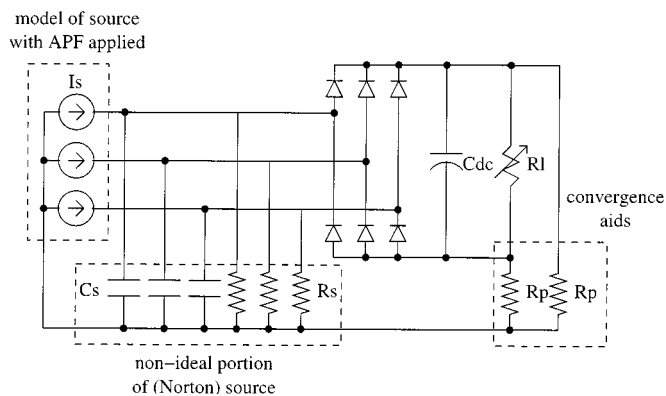 model of source
with APF applied
Is
Cdc
Rl
convergence
aids
Cs
Rs
Rp
Rp
non-ideal portion
of (Norton) source